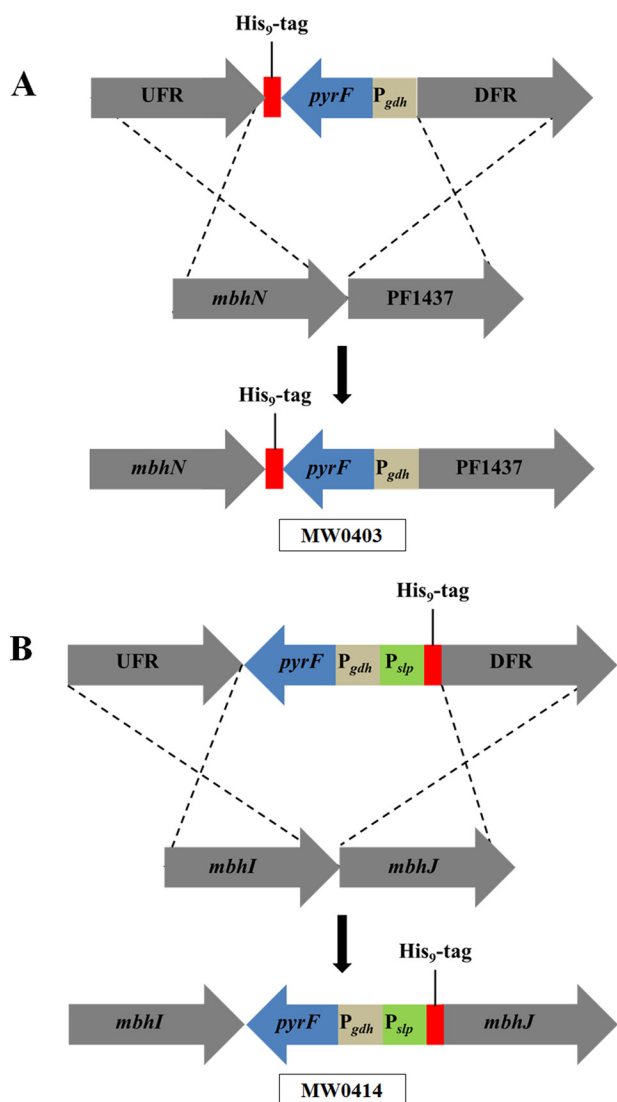 His₉-tag
A
UFR pyrF Pgdh DFR
mbhN PF1437
His₉-tag
mbhN pyrF Pgdh PF1437
MW0403
His₉-tag
B
UFR pyrF Pgdh Pslp DFR
mbhI mbhJ
His₉-tag
mbhI pyrF Pgdh Pslp mbhJ
MW0414